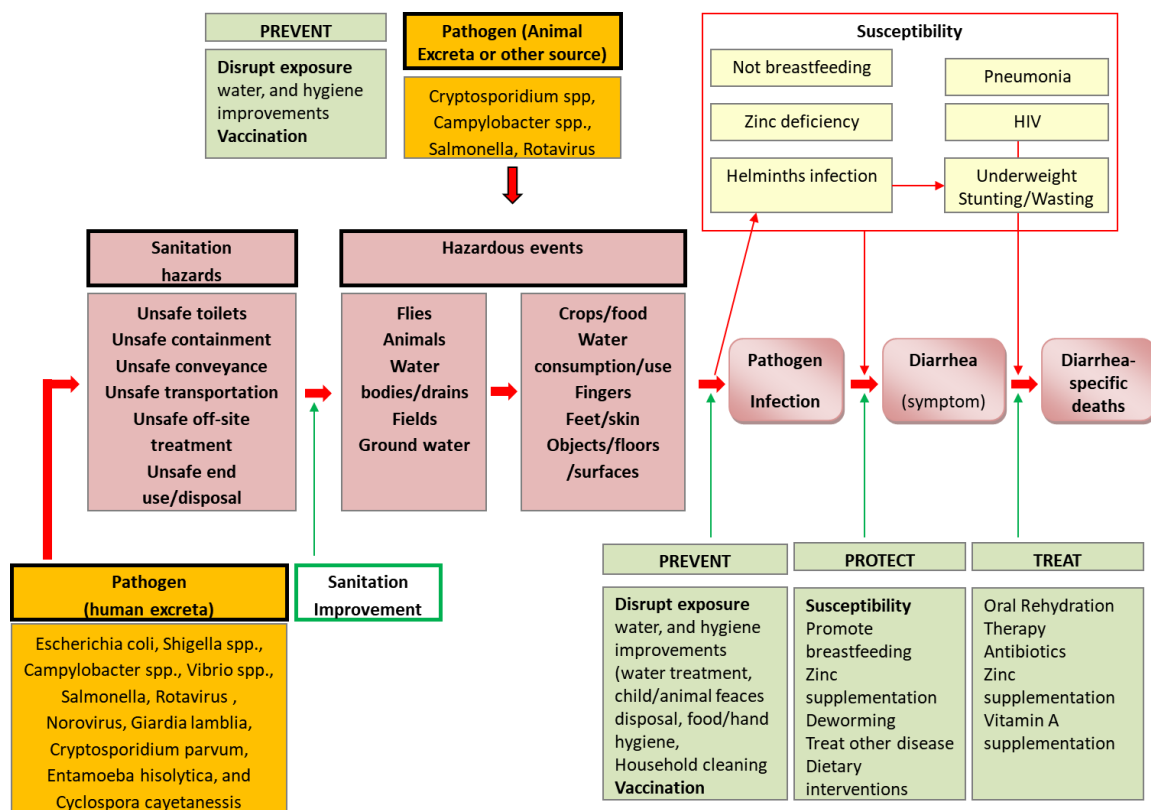 PREVENT
Disrupt exposure
water, and hygiene
improvements
Vaccination
Pathogen (Animal
Excreta or other source)
Cryptosporidium spp,
Campylobacter spp.,
Salmonella, Rotavirus
Susceptibility
Not breastfeeding
Pneumonia
Zinc deficiency
HIV
Helminths infection
Underweight
Stunting/Wasting
Sanitation
hazards
Unsafe toilets
Unsafe containment
Unsafe conveyance
Unsafe transportation
Unsafe off-site
treatment
Unsafe end
use/disposal
Hazardous events
Flies
Animals
Water
bodies/drains
Fields
Ground water
Crops/food
Water
consumption/use
Fingers
Feet/skin
Objects/floors
/surfaces
Pathogen
Infection
Diarrhea
(symptom)
Diarrhea-
specific
deaths
Pathogen
(human excreta)
Escherichia coli, Shigella spp.,
Campylobacter spp., Vibrio spp.,
Salmonella, Rotavirus ,
Norovirus, Giardia lamblia,
Cryptosporidium parvum,
Entamoeba hisolytica, and
Cyclospora cayetanessis
Sanitation
Improvement
PREVENT
Disrupt exposure
water, and hygiene
improvements
(water treatment,
child/animal feaces
disposal, food/hand
hygiene,
Household cleaning
Vaccination
PROTECT
Susceptibility
Promote
breastfeeding
Zinc
supplementation
Deworming
Treat other disease
Dietary
interventions
TREAT
Oral Rehydration
Therapy
Antibiotics
Zinc
supplementation
Vitamin A
supplementation